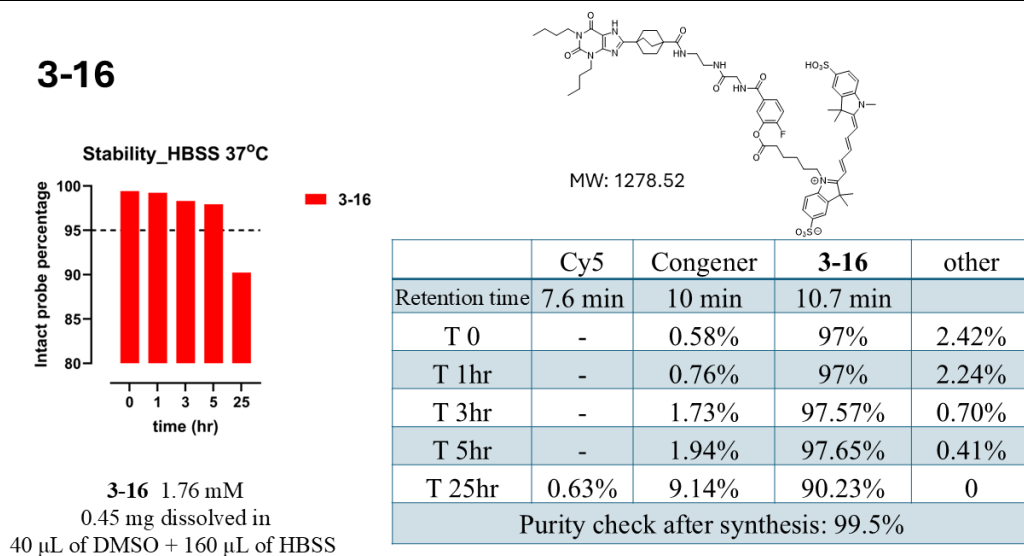 3-16
Stability_HBSS 37°C
Intact probe percentage
100
95
90
85
80
0 1 3 5 25
time (hr)
3-16
3-16 1.76 mM
0.45 mg dissolved in
40 μL of DMSO + 160 μL of HBSS
O
H
N
N
N
N
O
O
NH
NH
O
HN
O
F
O
O
HO₃S
N
N
⊕
O₃S⊖
MW: 1278.52
Cy5 Congener 3-16 other
Retention time 7.6 min 10 min 10.7 min
T 0 - 0.58% 97% 2.42%
T 1hr - 0.76% 97% 2.24%
T 3hr - 1.73% 97.57% 0.70%
T 5hr - 1.94% 97.65% 0.41%
T 25hr 0.63% 9.14% 90.23% 0
Purity check after synthesis: 99.5%